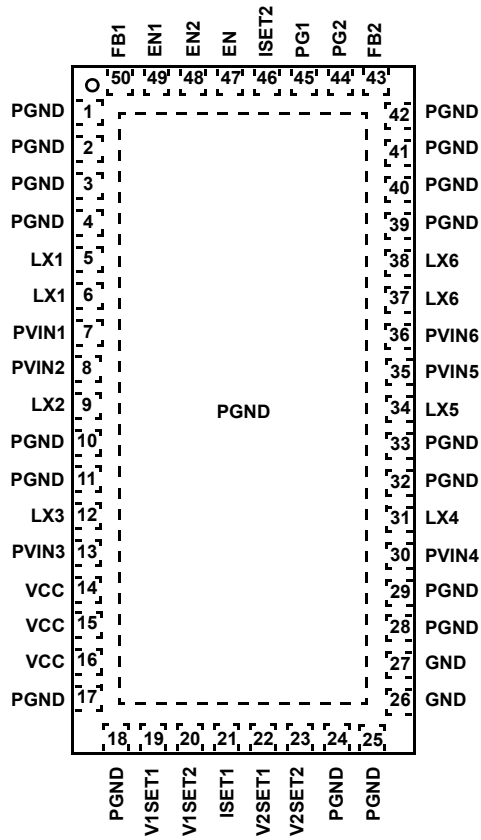 FB1 EN1 EN2 EN ISET2 PG1 PG2 FB2
50 49 48 47 46 45 44 43
PGND 1 42 PGND
PGND 2 41 PGND
PGND 3 40 PGND
PGND 4 39 PGND
LX1 5 38 LX6
LX1 6 37 LX6
PVIN1 7 36 PVIN6
PVIN2 8 35 PVIN5
LX2 9 34 LX5
PGND
PGND 10 33 PGND
PGND 11 32 PGND
LX3 12 31 LX4
PVIN3 13 30 PVIN4
VCC 14 29 PGND
VCC 15 28 PGND
VCC 16 27 GND
PGND 17 26 GND
18 19 20 21 22 23 24 25
PGND V1SET1 V1SET2 ISET1 V2SET1 V2SET2 PGND PGND